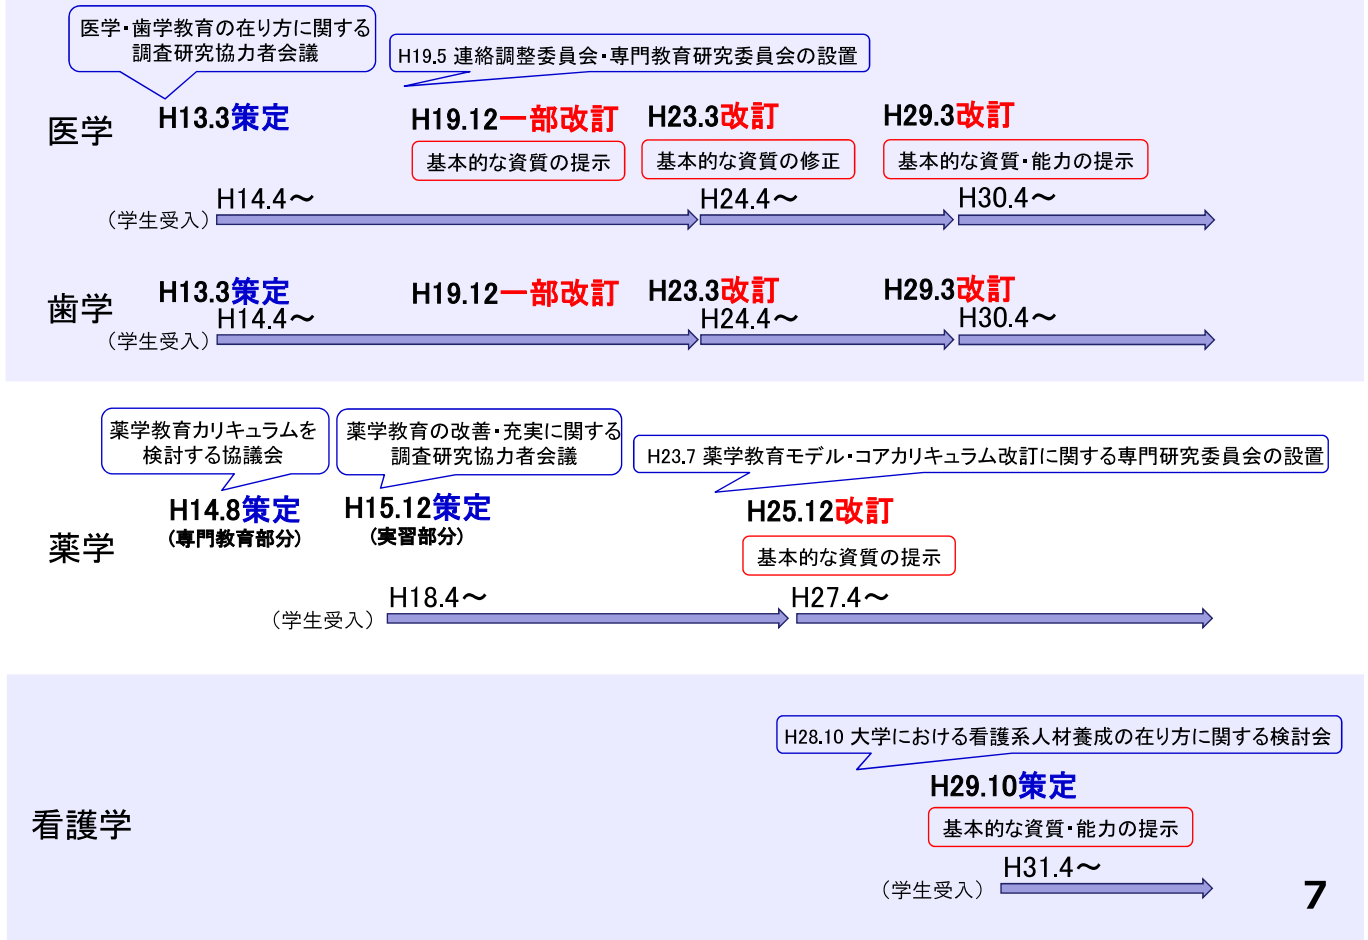 医学・歯学教育の在り方に関する
調査研究協力者会議
H19.5 連絡調整委員会・専門教育研究委員会の設置
医学
H13.3策定
H19.12一部改訂
H23.3改訂
H29.3改訂
基本的な資質の提示
基本的な資質の修正
基本的な資質・能力の提示
（学生受入）
H14.4～
H24.4～
H30.4～
歯学
H13.3策定
H19.12一部改訂
H23.3改訂
H29.3改訂
（学生受入）
H14.4～
H24.4～
H30.4～
薬学教育カリキュラムを
検討する協議会
薬学教育の改善・充実に関する
調査研究協力者会議
H23.7 薬学教育モデル・コアカリキュラム改訂に関する専門研究委員会の設置
薬学
H14.8策定
（専門教育部分）
H15.12策定
（実習部分）
H25.12改訂
基本的な資質の提示
（学生受入）
H18.4～
H27.4～
H28.10 大学における看護系人材養成の在り方に関する検討会
看護学
H29.10策定
基本的な資質・能力の提示
（学生受入）
H31.4～
7